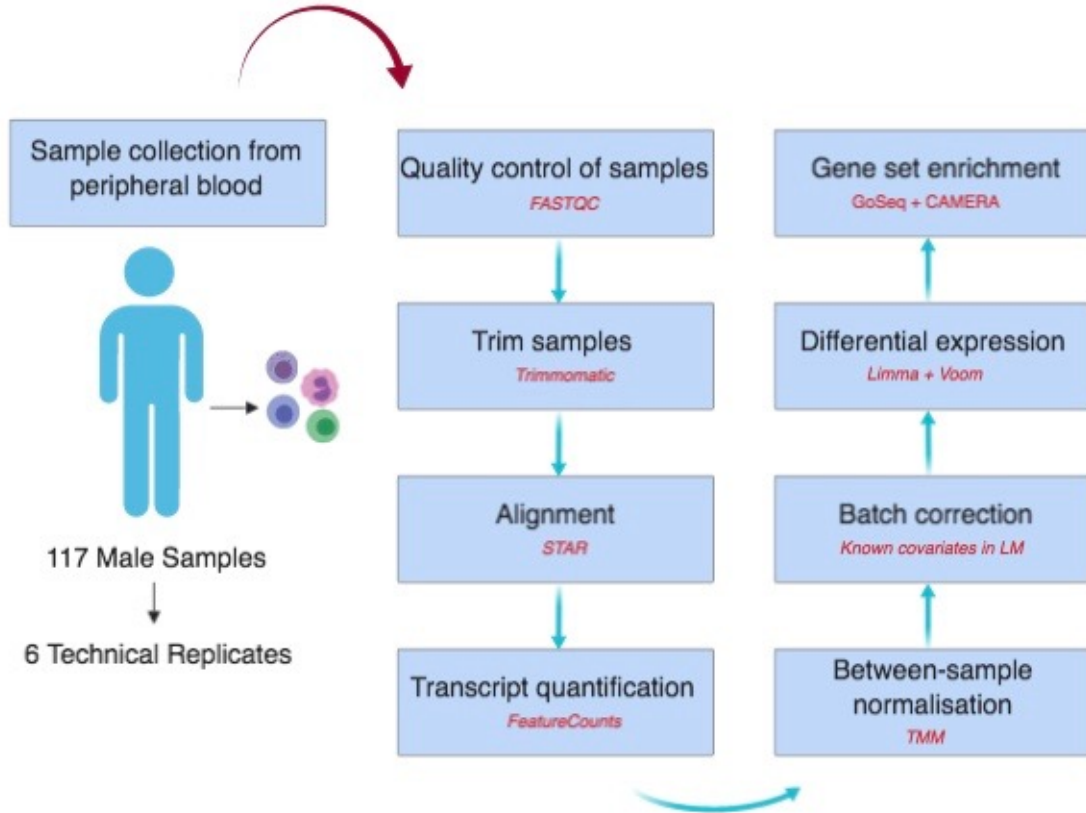 Sample collection from
peripheral blood
117 Male Samples
6 Technical Replicates
Quality control of samples
FASTQC
Trim samples
Trimmomatic
Alignment
STAR
Transcript quantification
FeatureCounts
Between-sample
normalisation
TMM
Batch correction
Known covariates in LM
Differential expression
Limma + Voom
Gene set enrichment
GoSeq + CAMERA